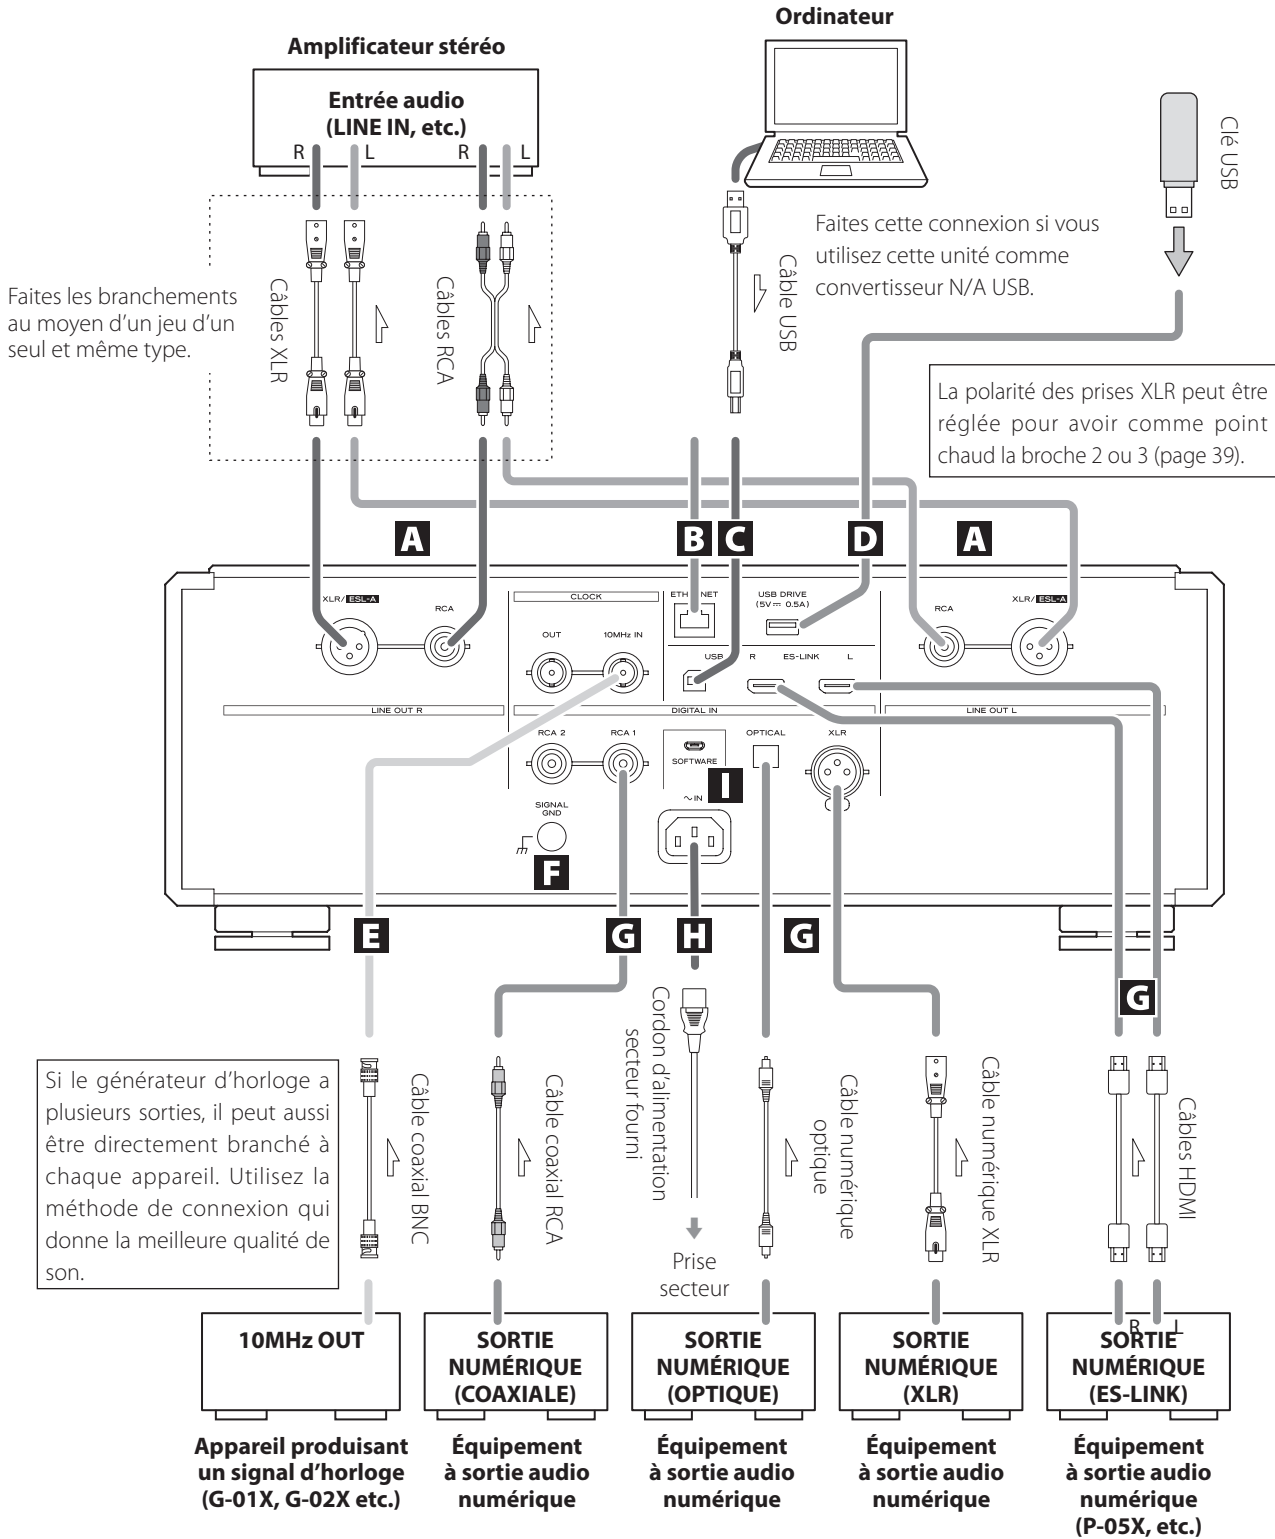 Ordinateur
Amplificateur stéréo
Entrée audio
(LINE IN, etc.)
R
L
R
L
Clé USB
Faites cette connexion si vous
utilisez cette unité comme
convertisseur N/A USB.
Câble USB
Faites les branchements
au moyen d’un jeu d’un
seul et même type.
Câbles XLR
Câbles RCA
La polarité des prises XLR peut être
réglée pour avoir comme point
chaud la broche 2 ou 3 (page 39).
A
B
C
D
A
XLR/ ESL-A
RCA
CLOCK
OUT
10MHz IN
ETHERNET
USB DRIVE
(5V⎓ 0.5A)
RCA
XLR/ ESL-A
USB
R
ES-LINK
L
LINE OUT R
DIGITAL IN
LINE OUT L
RCA 2
RCA 1
SOFTWARE
OPTICAL
XLR
I
～IN
SIGNAL
GND
F
E
G
H
G
G
Si le générateur d’horloge a
plusieurs sorties, il peut aussi
être directement branché à
chaque appareil. Utilisez la
méthode de connexion qui
donne la meilleure qualité de
son.
Câble coaxial BNC
Câble coaxial RCA
Cordon d’alimentation
secteur fourni
Câble numérique
optique
Câble numérique XLR
Câbles HDMI
Prise
secteur
10MHz OUT
SORTIE
NUMÉRIQUE
(COAXIALE)
SORTIE
NUMÉRIQUE
(OPTIQUE)
SORTIE
NUMÉRIQUE
(XLR)
R
L
SORTIE
NUMÉRIQUE
(ES-LINK)
Appareil produisant
un signal d’horloge
(G-01X, G-02X etc.)
Équipement
à sortie audio
numérique
Équipement
à sortie audio
numérique
Équipement
à sortie audio
numérique
Équipement
à sortie audio
numérique
(P-05X, etc.)